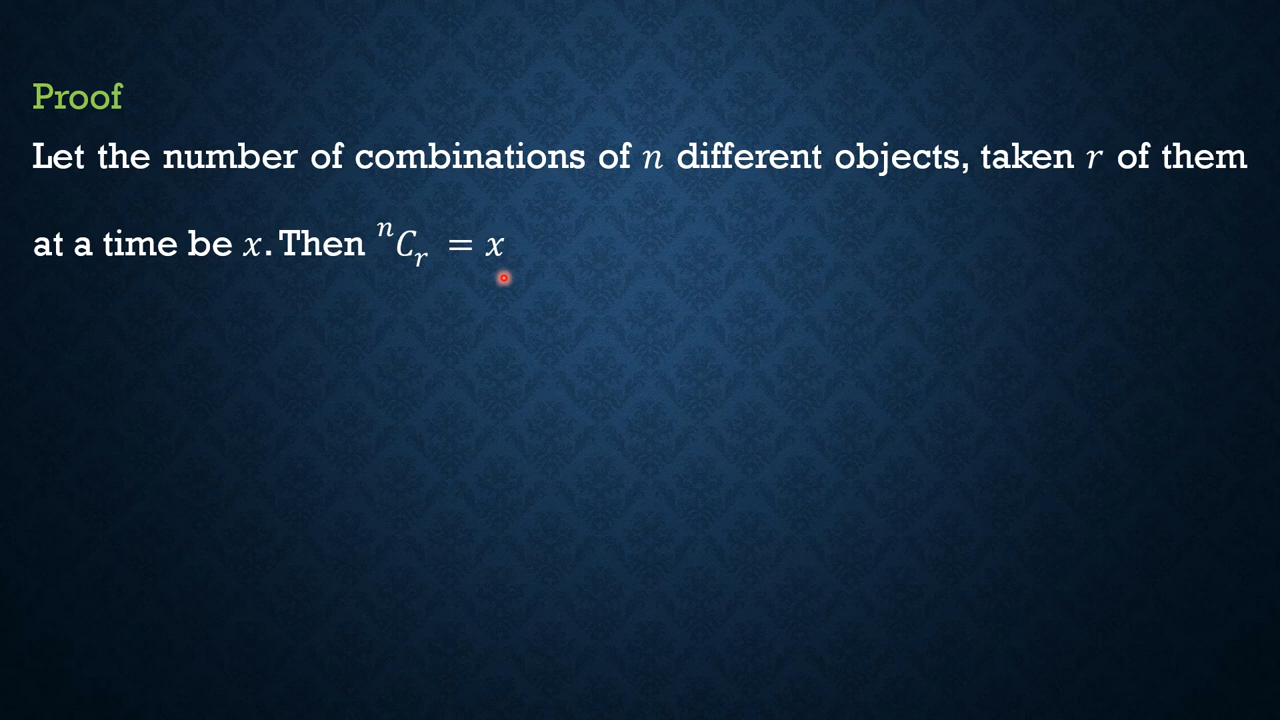 Proof
Let the number of combinations of n different objects, taken r of them
at a time be x. Then ⁿCᵣ = x